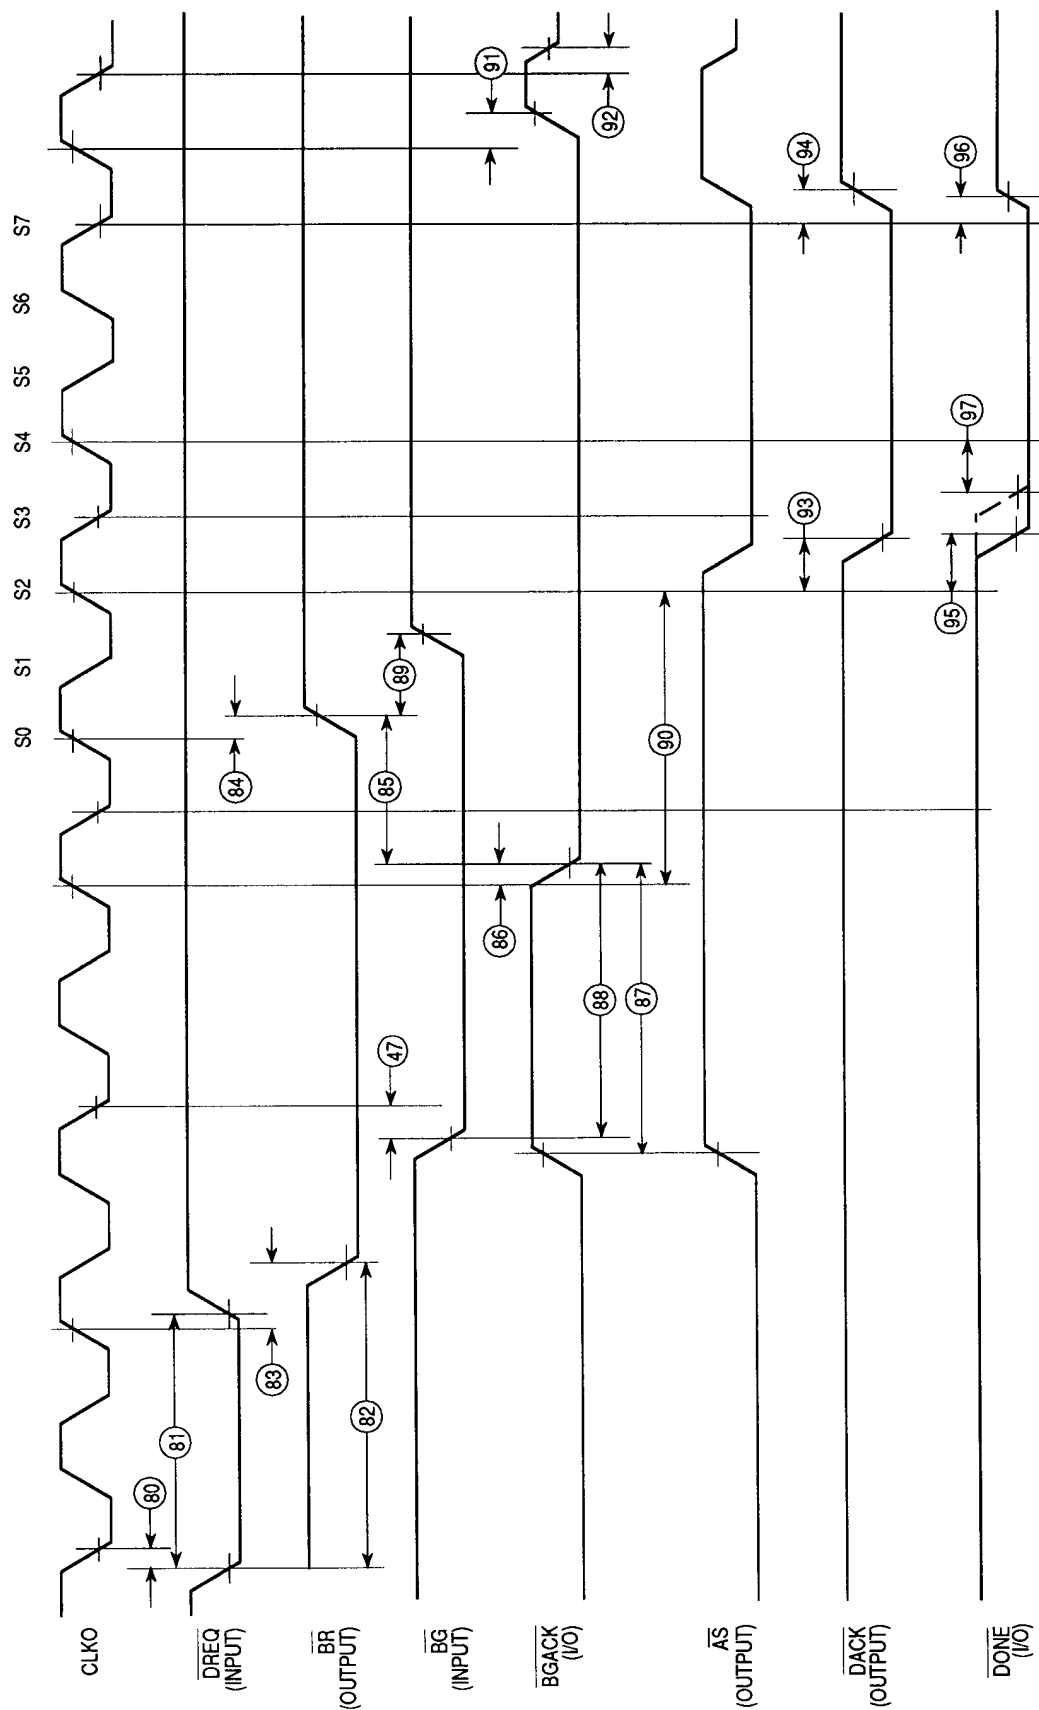 S0 S1 S2 S3 S4 S5 S6 S7
CLKO
80
81
DREQ
(INPUT)
83
84
82
BR
(OUTPUT)
47
85
89
BG
(INPUT)
86
91
BGACK
(I/O)
88
92
87
90
AS
(OUTPUT)
93
94
DACK
(OUTPUT)
95
97
96
DONE
(I/O)